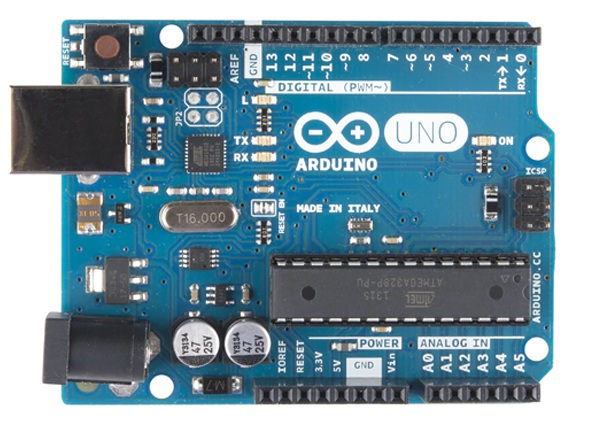 RESET
AREF
GND
13
12
~11
~10
~9
8
7
~6
~5
4
~3
2
TX→1
RX←0
DIGITAL (PWM~)
JP2
L
TX
RX
ON
UNO
ARDUINO
ICSP
T16.000
RESET EN
MADE IN ITALY
ATMEL
ATMEGA328P-PU
1315
ARDUINO.CC
Y3134
47
25V
Y3134
47
25V
M7
POWER
ANALOG IN
IOREF
RESET
3.3V
5V
GND
Vin
A0
A1
A2
A3
A4
A5